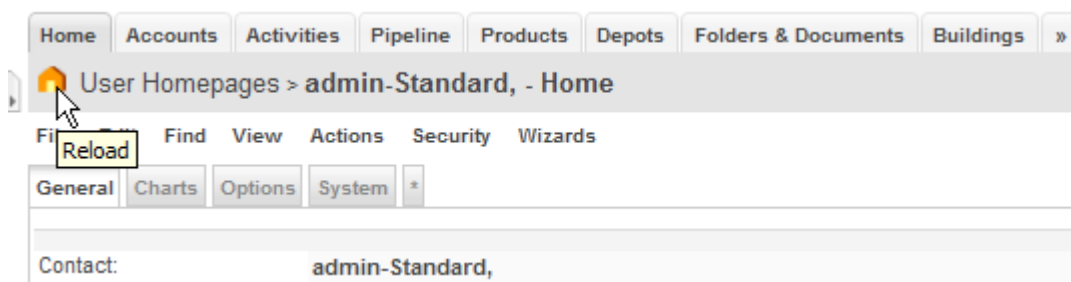 Home Accounts Activities Pipeline Products Depots Folders & Documents Buildings »
User Homepages > admin-Standard, - Home
Find View Actions Security Wizards
Reload
General Charts Options System *
Contact: admin-Standard,